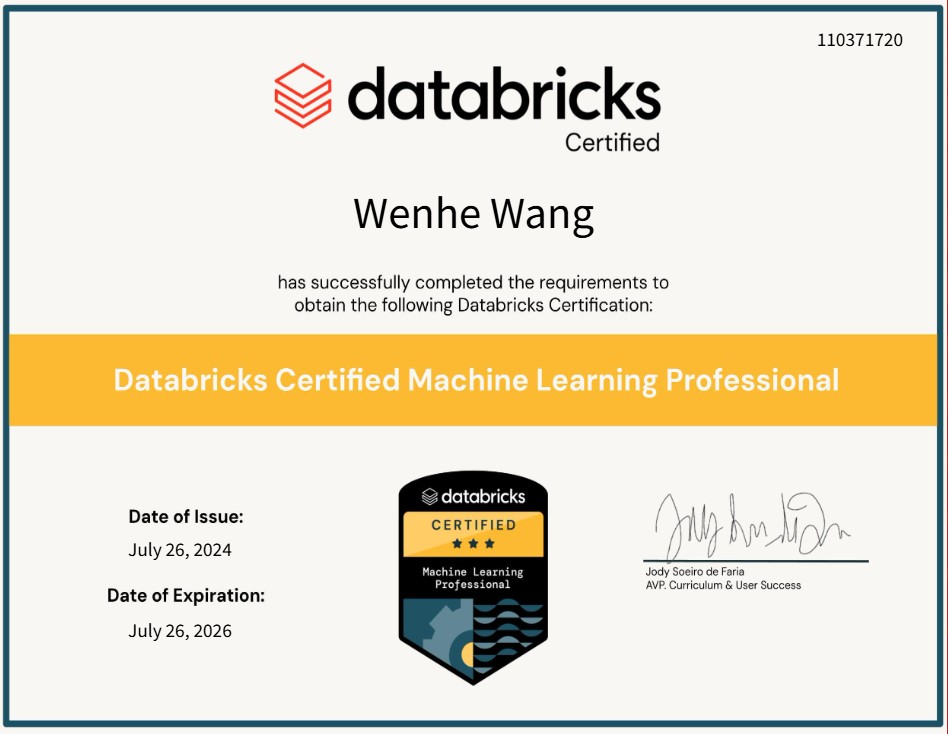 110371720
databricks
Certified
Wenhe Wang
has successfully completed the requirements to
obtain the following Databricks Certification:
Databricks Certified Machine Learning Professional
Date of Issue:
July 26, 2024
Date of Expiration:
July 26, 2026
databricks
CERTIFIED
Machine Learning
Professional
Jody Soeiro de Faria
AVP. Curriculum & User Success